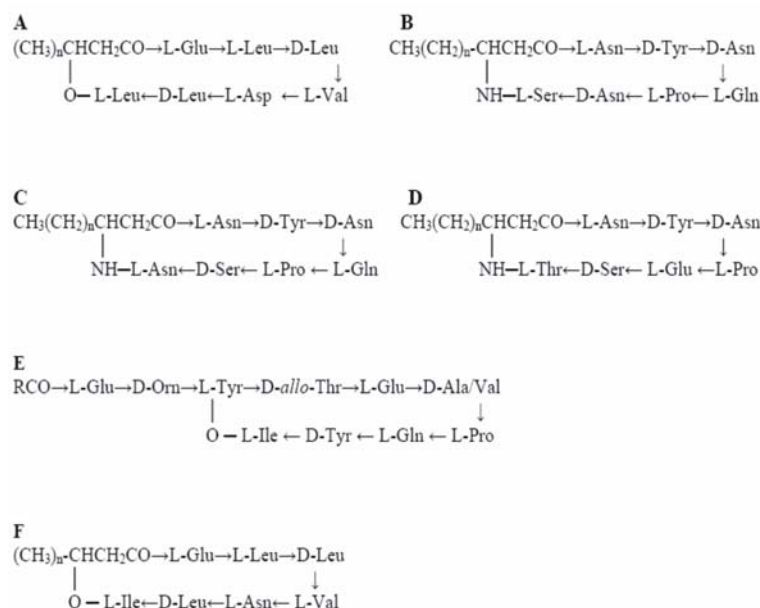 A
(CH3)nCHCH2CO→L-Glu→L-Leu→D-Leu
↓
O– L-Leu←D-Leu←L-Asp ← L-Val
B
CH3(CH2)n-CHCH2CO→L-Asn→D-Tyr→D-Asn
↓
NH–L-Ser←D-Asn← L-Pro← L-Gln
C
CH3(CH2)nCHCH2CO→L-Asn→D-Tyr→D-Asn
↓
NH–L-Asn←D-Ser← L-Pro ← L-Gln
D
CH3(CH2)nCHCH2CO→L-Asn→D-Tyr→D-Asn
↓
NH–L-Thr←D-Ser← L-Glu ←L-Pro
E
RCO→L-Glu→D-Orn→L-Tyr→D-allo-Thr→L-Glu→D-Ala/Val
↓
O – L-Ile ← D-Tyr ← L-Gln ← L-Pro
F
(CH3)n-CHCH2CO→L-Glu→L-Leu→D-Leu
↓
O – L-Ile←D-Leu←L-Asn← L-Val